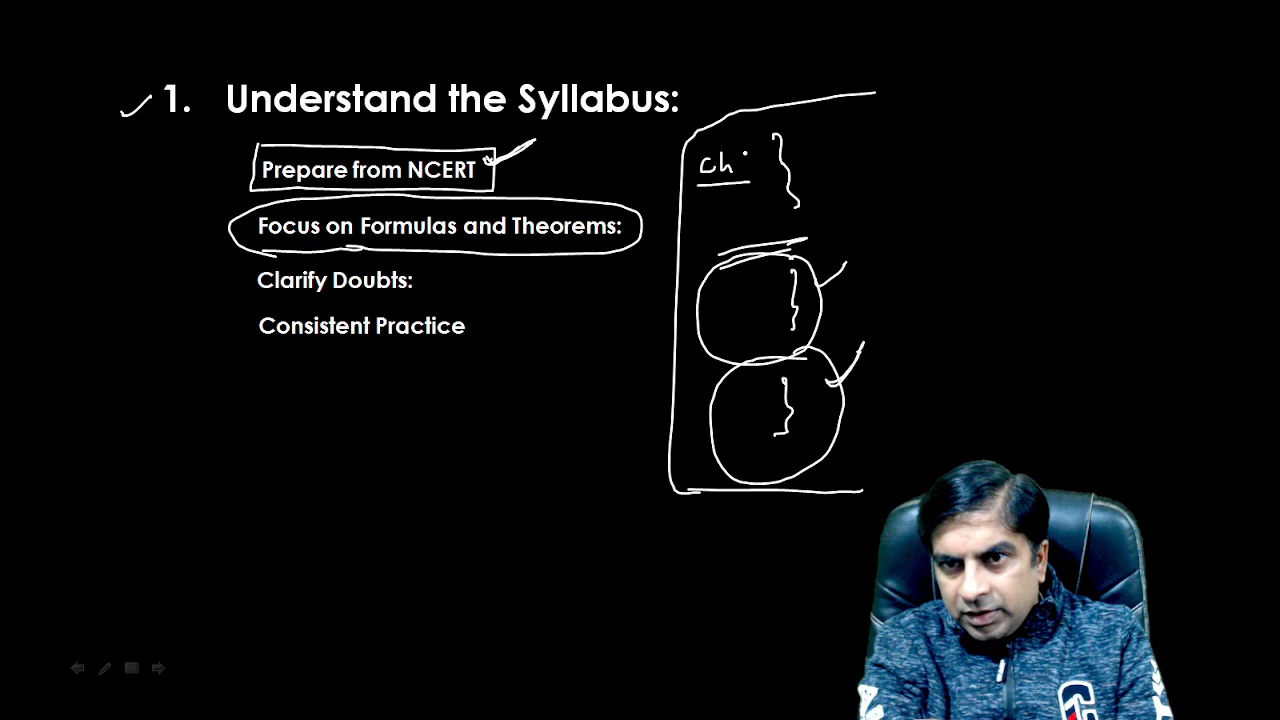 1. Understand the Syllabus:
Prepare from NCERT
Focus on Formulas and Theorems:
Clarify Doubts:
Consistent Practice
Ch.